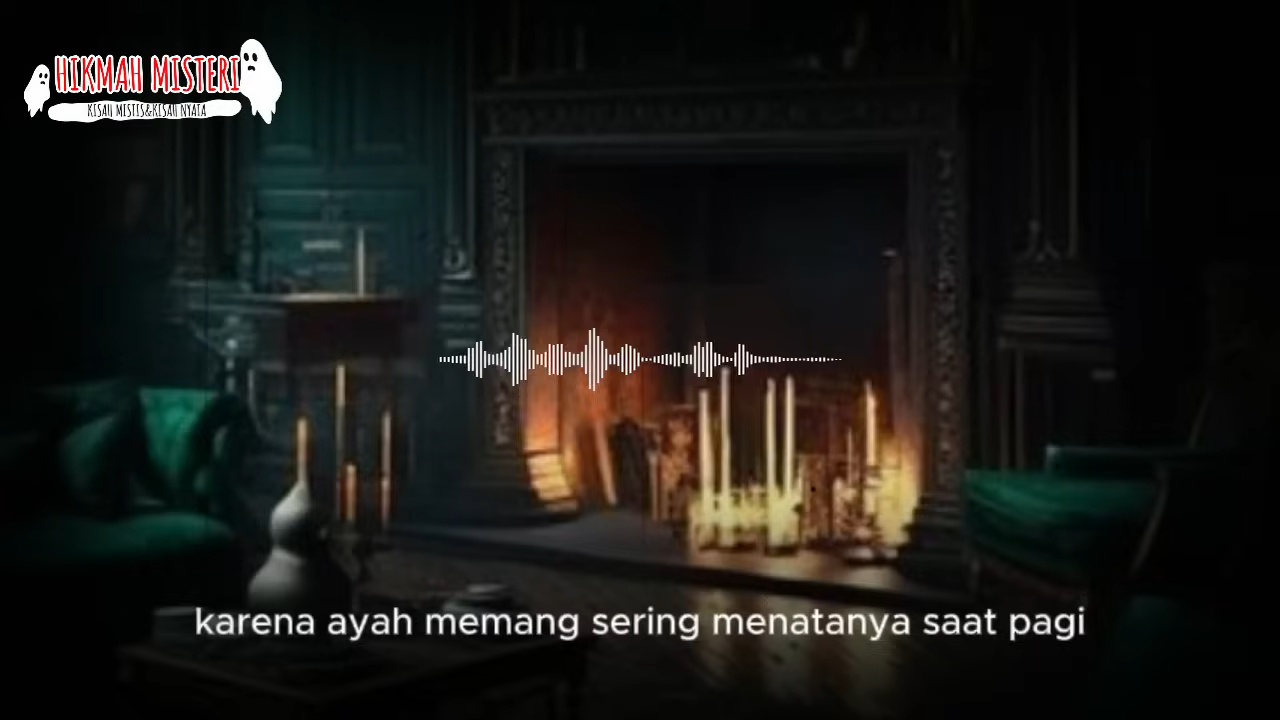 HIKMAH MISTERI
KISAH MISTIS&KISAH NYATA
karena ayah memang sering menatanya saat pagi